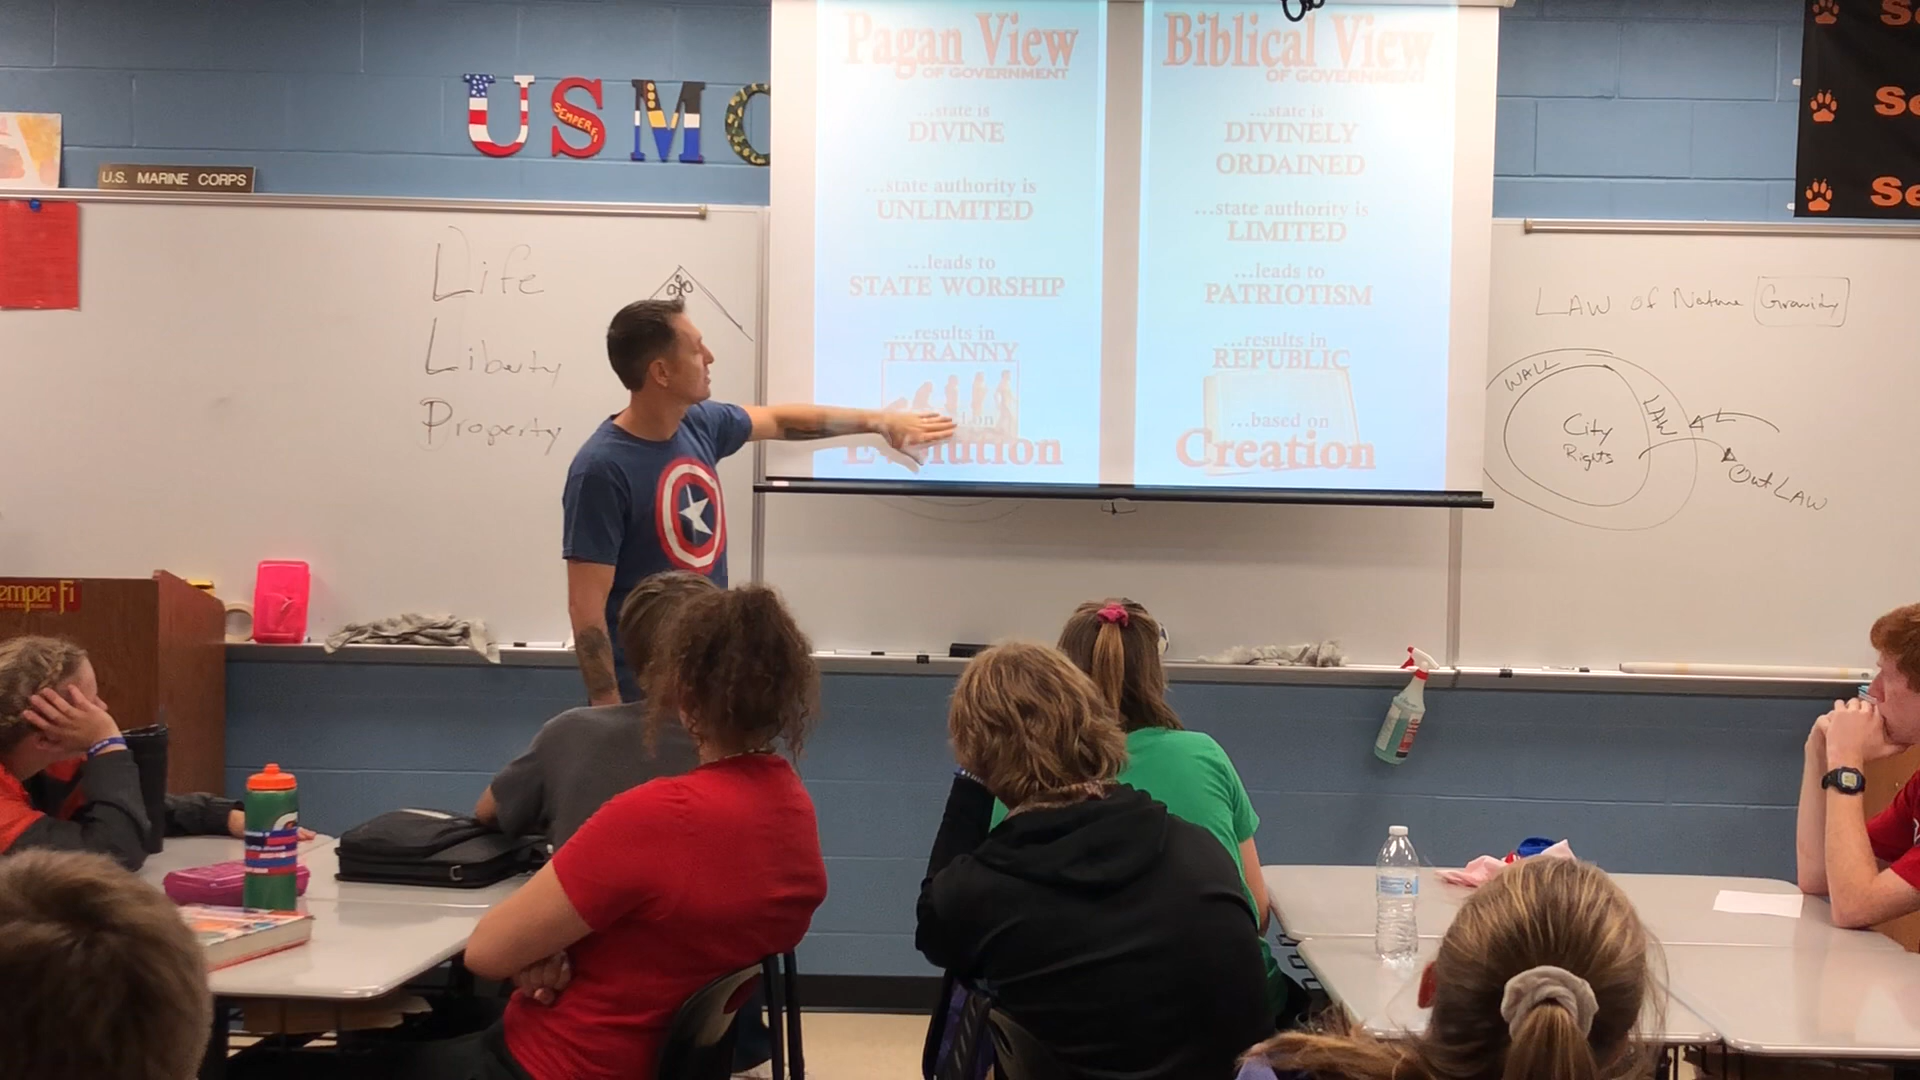 USMC
SEMPER FI
U.S. MARINE CORPS
Life
Liberty
Property
Pagan View
OF GOVERNMENT
...state is
DIVINE
...state authority is
UNLIMITED
...leads to
STATE WORSHIP
...results in
TYRANNY
Evolution
Biblical View
OF GOVERNMENT
...state is
DIVINELY
ORDAINED
...state authority is
LIMITED
...leads to
PATRIOTISM
...results in
REPUBLIC
...based on
Creation
LAW of Nature Gravity
WALL
LAW
City
Rights
OutLAW
emper Fi